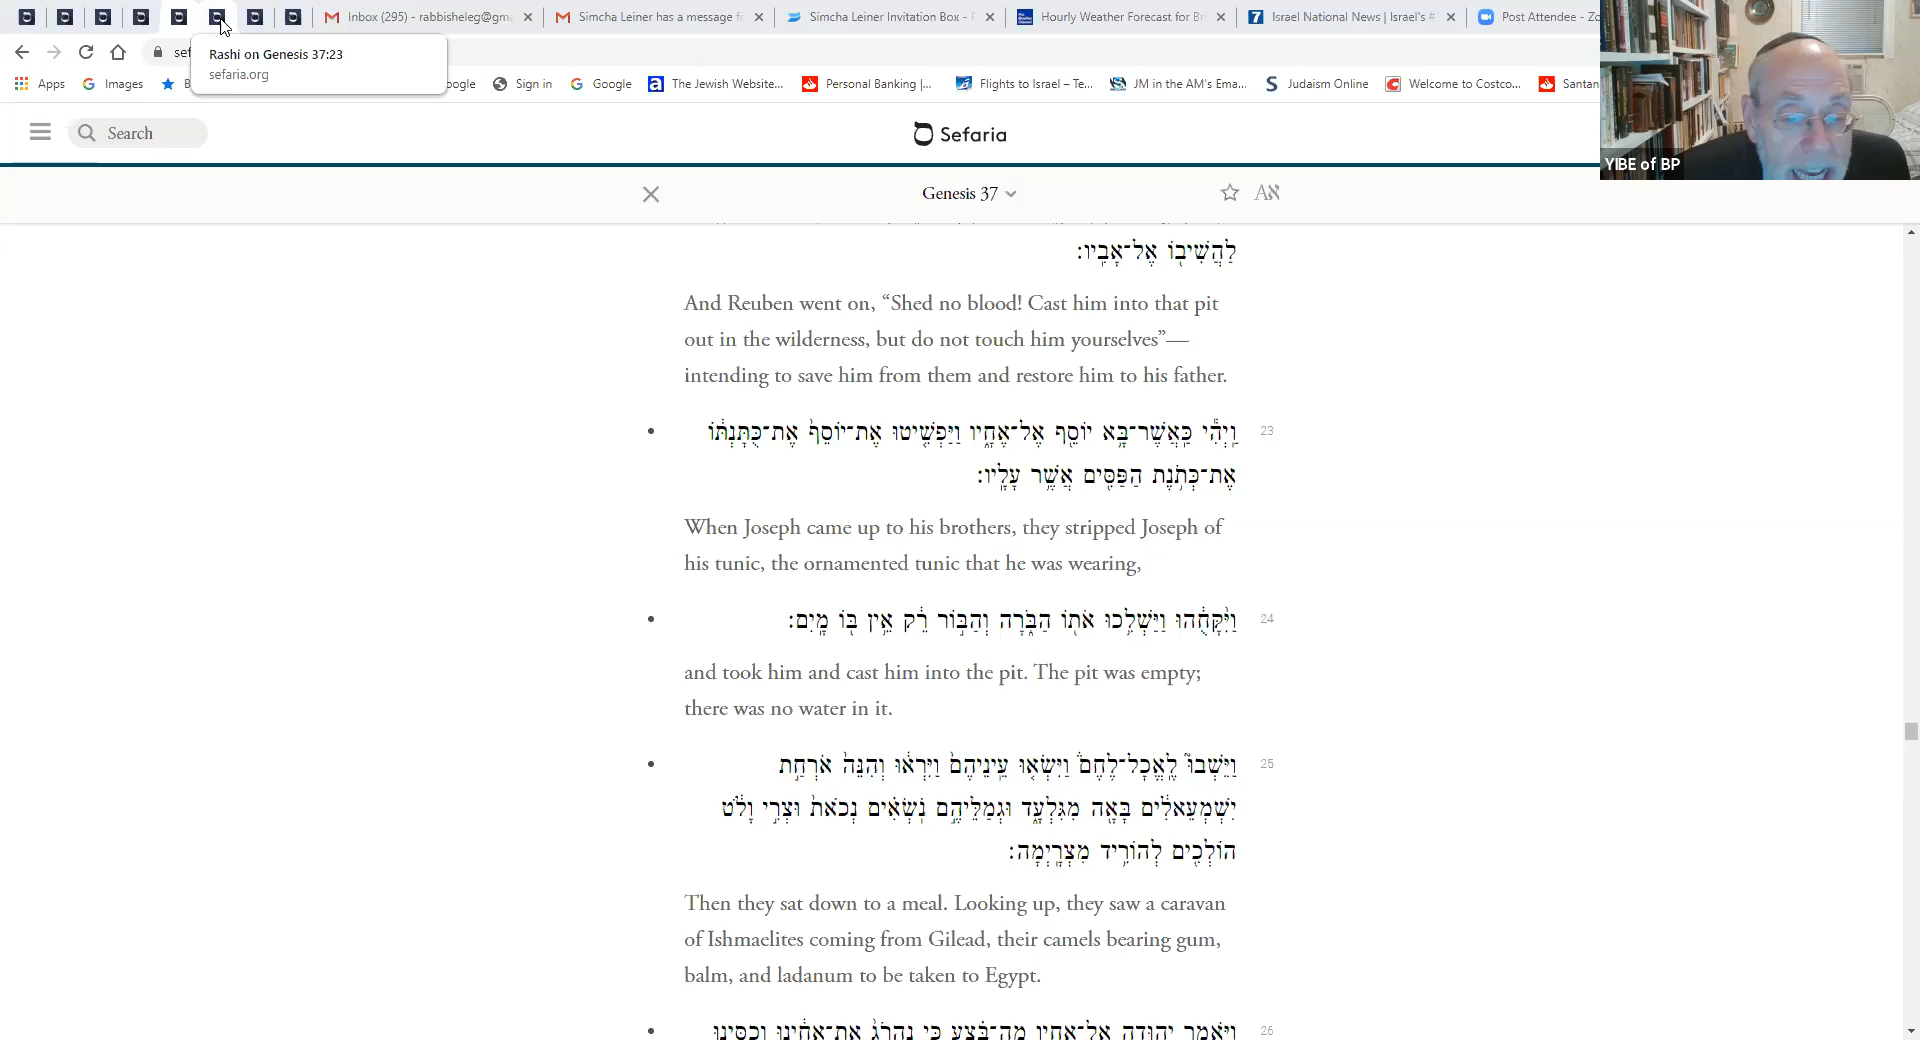 Inbox (295) - rabbisheleg@gm
Simcha Leiner has a message f
Simcha Leiner Invitation Box -
Hourly Weather Forecast for B
Israel National News | Israel's #
Post Attendee - Zo
sef
Rashi on Genesis 37:23
sefaria.org
Apps
Images
B
oogle
Sign in
Google
The Jewish Website...
Personal Banking |...
Flights to Israel – Te...
JM in the AM's Ema...
Judaism Online
Welcome to Costco...
Santan
YIBE of BP
Search
Sefaria
Genesis 37
לַהֲשִׁיב֖וֹ אֶל־אָבִֽיו׃
And Reuben went on, “Shed no blood! Cast him into that pit
out in the wilderness, but do not touch him yourselves”—
intending to save him from them and restore him to his father.
23
וַֽיְהִ֕י כַּֽאֲשֶׁר־בָּ֥א יוֹסֵ֖ף אֶל־אֶחָ֑יו וַיַּפְשִׁ֤יטוּ אֶת־יוֹסֵף֙ אֶת־כֻּתׇּנְתּ֔וֹ
אֶת־כְּתֹ֥נֶת הַפַּסִּ֖ים אֲשֶׁ֥ר עָלָֽיו׃
When Joseph came up to his brothers, they stripped Joseph of
his tunic, the ornamented tunic that he was wearing,
24
וַיִּ֨קָּחֻ֔הוּ וַיַּשְׁלִ֥כוּ אֹת֖וֹ הַבֹּ֑רָה וְהַבּ֣וֹר רֵ֔ק אֵ֥ין בּ֖וֹ מָֽיִם׃
and took him and cast him into the pit. The pit was empty;
there was no water in it.
25
וַיֵּשְׁבוּ֮ לֶֽאֱכׇל־לֶ֒חֶם֒ וַיִּשְׂא֤וּ עֵֽינֵיהֶם֙ וַיִּרְא֔וּ וְהִנֵּה֙ אֹרְחַ֣ת
יִשְׁמְעֵאלִ֔ים בָּאָ֖ה מִגִּלְעָ֑ד וּגְמַלֵּיהֶ֣ם נֹֽשְׂאִ֗ים נְכֹאת֙ וּצְרִ֣י וָלֹ֔ט
הוֹלְכִ֖ים לְהוֹרִ֥יד מִצְרָֽיְמָה׃
Then they sat down to a meal. Looking up, they saw a caravan
of Ishmaelites coming from Gilead, their camels bearing gum,
balm, and ladanum to be taken to Egypt.
26
וַיֹּ֥אמֶר יְהוּדָ֖ה אֶל־אֶחָ֑יו מַה־בֶּ֗צַע כִּ֤י נַהֲרֹג֙ אֶת־אָחִ֔ינוּ וְכִסִּ֖ינוּ